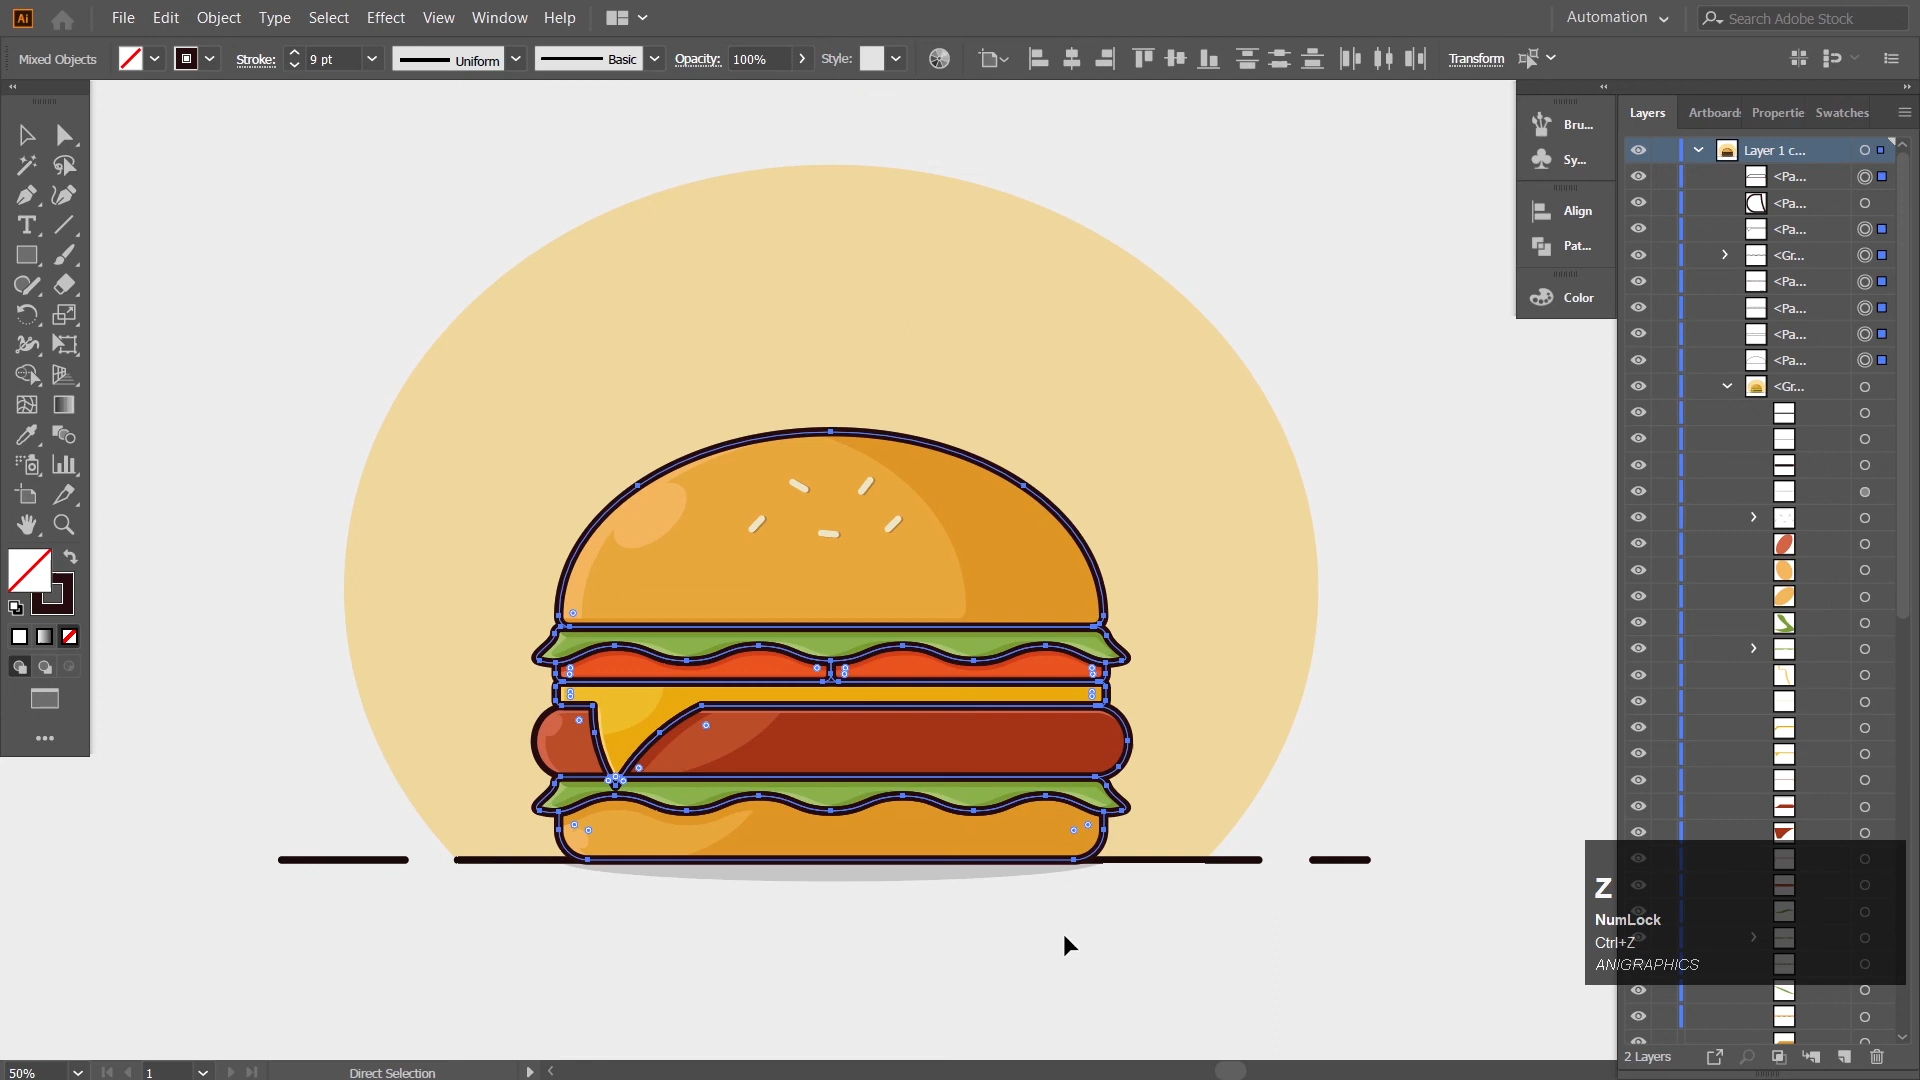 Ai File Edit Object Type Select Effect View Window Help Automation Search Adobe Stock
Mixed Objects Stroke: 9 pt Uniform Basic Opacity: 100% Style: Transform
Layers Artboard Propertie Swatches
Bru...
Sy...
Align
Pat...
Color
Layer 1 c...
<Pa...
<Pa...
<Pa...
<Gr...
<Pa...
<Pa...
<Pa...
<Pa...
<Gr...
Z
NumLock
Ctrl+Z
ANIGRAPHICS
2 Layers
50% 1 Direct Selection